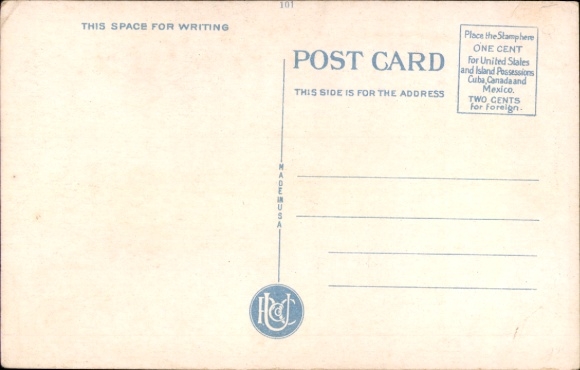 101
THIS SPACE FOR WRITING
POST CARD
THIS SIDE IS FOR THE ADDRESS
Place the Stamp here
ONE CENT
For United States
and Island Possessions
Cuba, Canada and
Mexico.
TWO CENTS
for Foreign.
MADE IN USA